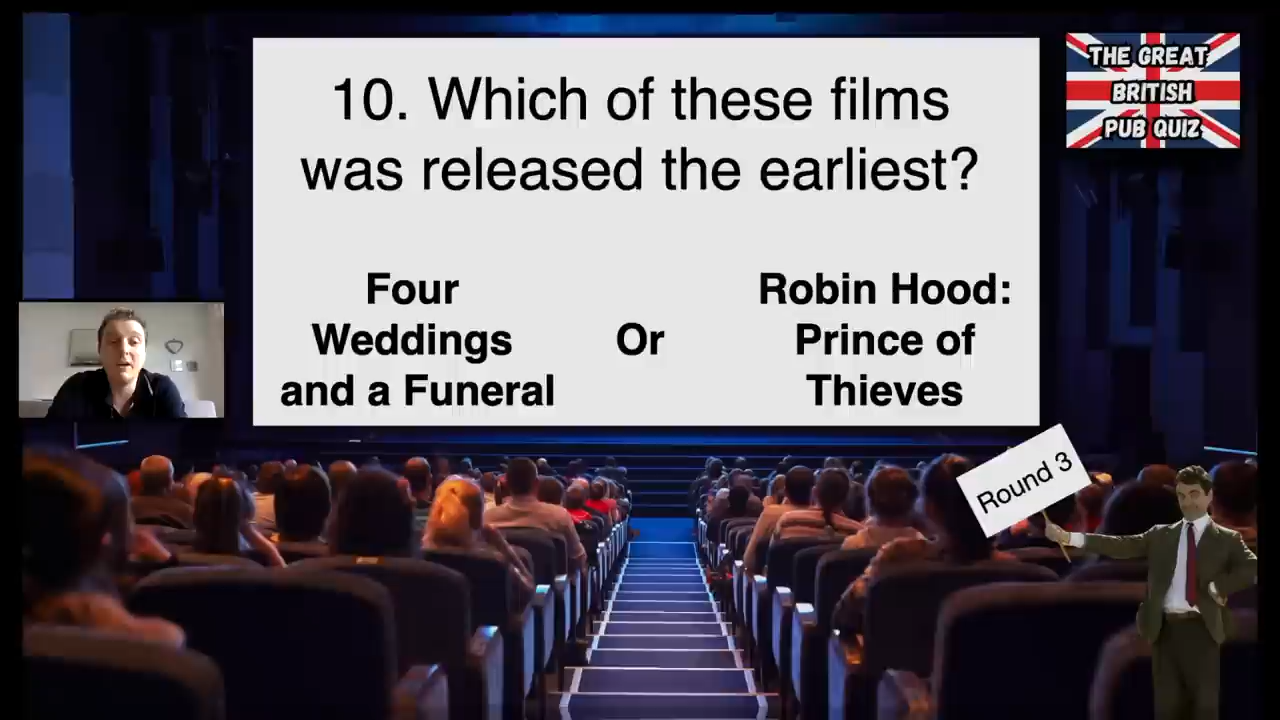 10. Which of these films
was released the earliest?
Four
Weddings
and a Funeral
Or
Robin Hood:
Prince of
Thieves
THE GREAT
BRITISH
PUB QUIZ
Round 3